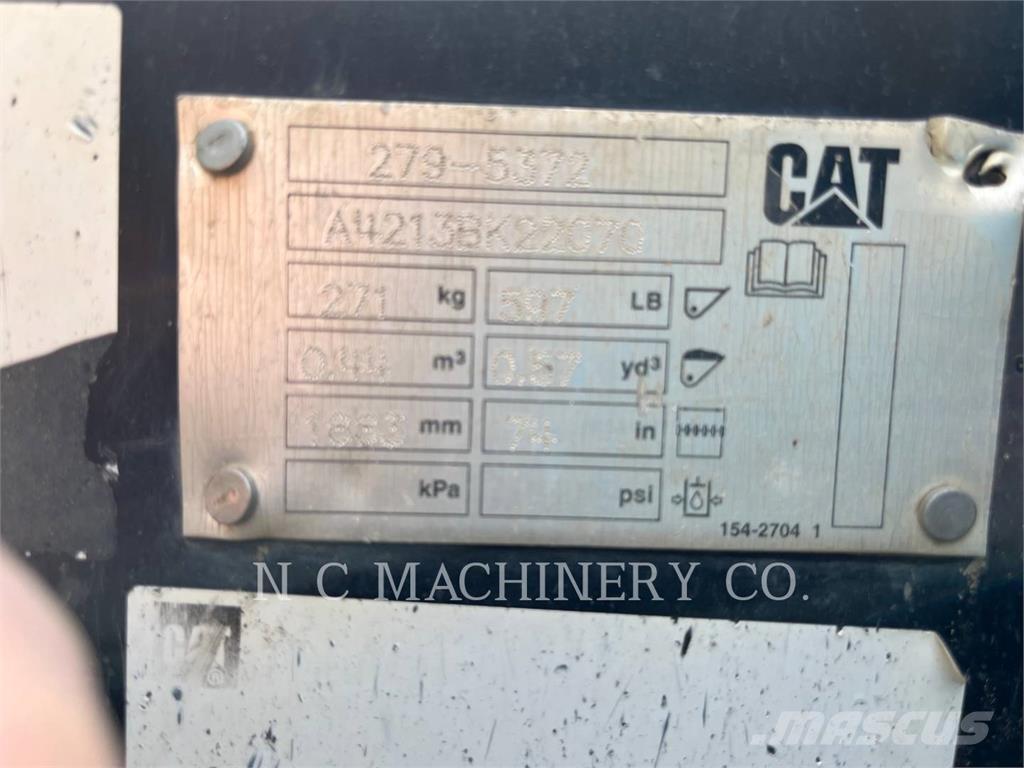 279-5372
CAT
A4213BK22070
271 kg 597 LB
0.44 m³ 0.57 yd³
1883 mm 74 in
kPa psi
154-2704 1
N C MACHINERY CO.
CAT
®
MASCUS